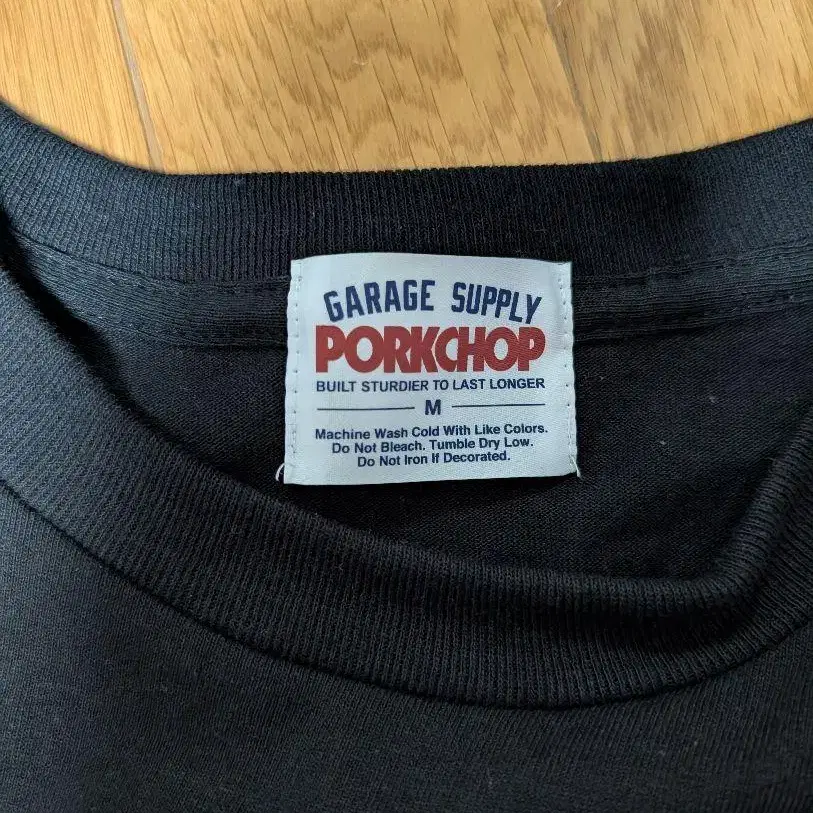 GARAGE SUPPLY
PORKCHOP
BUILT STURDIER TO LAST LONGER
M
Machine Wash Cold With Like Colors.
Do Not Bleach. Tumble Dry Low.
Do Not Iron If Decorated.